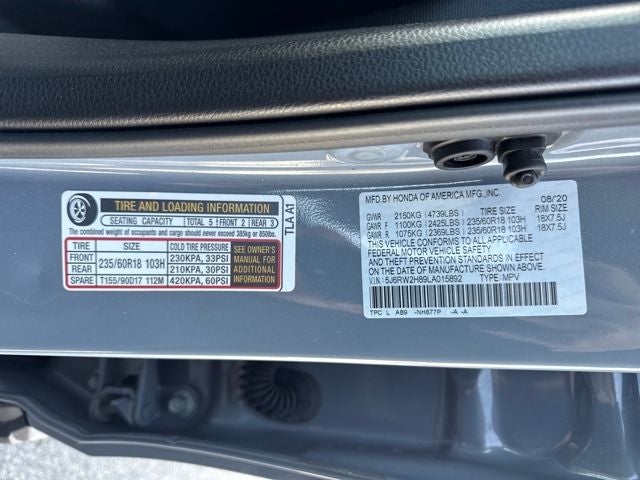 TIRE AND LOADING INFORMATION
SEATING CAPACITY TOTAL 5 FRONT 2 REAR 3
The combined weight of occupants and cargo should never exceed 385kg or 850lbs.
TIRE SIZE COLD TIRE PRESSURE
FRONT 235/60R18 103H 230KPA, 33PSI
REAR 210KPA, 30PSI
SPARE T155/90D17 112M 420KPA, 60PSI
SEE OWNER'S
MANUAL FOR
ADDITIONAL
INFORMATION
TLA A1
MFD.BY HONDA OF AMERICA MFG.,INC. 08/20
TIRE SIZE RIM SIZE
GVWR 2150KG (4739LBS)
GAWR F 1100KG (2425LBS) 235/60R18 103H 18X7.5J
GAWR R 1075KG (2369LBS) 235/60R18 103H 18X7.5J
THIS VEHICLE CONFORMS TO ALL APPLICABLE
FEDERAL MOTOR VEHICLE SAFETY
STANDARDS IN EFFECT ON THE
DATE OF MANUFACTURE SHOWN ABOVE.
V.I.N.: 5J6RW2H89LA015892 TYPE: MPV
TPC L A89 -NH877P -A -A